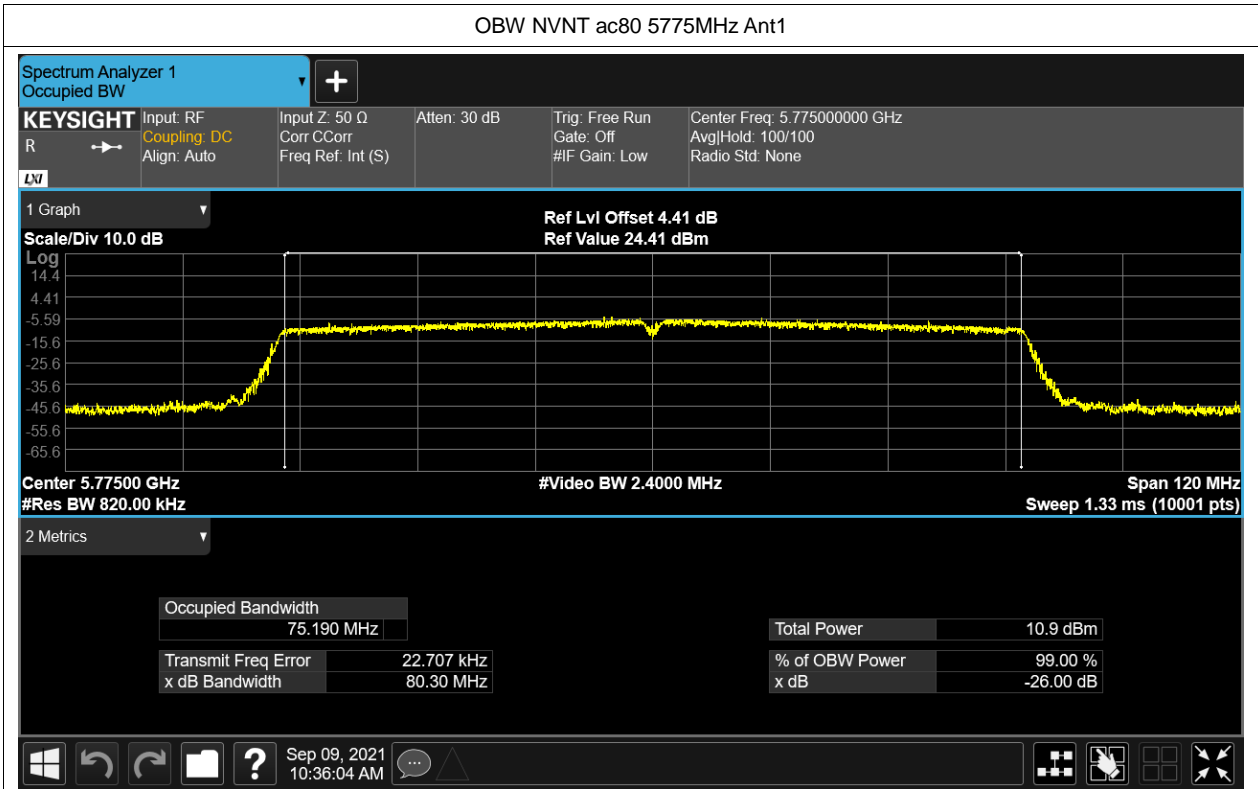 OBW NVNT ac80 5775MHz Ant1
Spectrum Analyzer 1
Occupied BW
KEYSIGHT
R
LXI
Input: RF
Coupling: DC
Align: Auto
Input Z: 50 Ω
Corr CCorr
Freq Ref: Int (S)
Atten: 30 dB
Trig: Free Run
Gate: Off
#IF Gain: Low
Center Freq: 5.775000000 GHz
Avg|Hold: 100/100
Radio Std: None
1 Graph
Scale/Div 10.0 dB
Ref Lvl Offset 4.41 dB
Ref Value 24.41 dBm
Log
14.4
4.41
-5.59
-15.6
-25.6
-35.6
-45.6
-55.6
-65.6
Center 5.77500 GHz
#Video BW 2.4000 MHz
Span 120 MHz
#Res BW 820.00 kHz
Sweep 1.33 ms (10001 pts)
2 Metrics
Occupied Bandwidth
75.190 MHz
Total Power 10.9 dBm
Transmit Freq Error 22.707 kHz
% of OBW Power 99.00 %
x dB Bandwidth 80.30 MHz
x dB -26.00 dB
?
Sep 09, 2021
10:36:04 AM